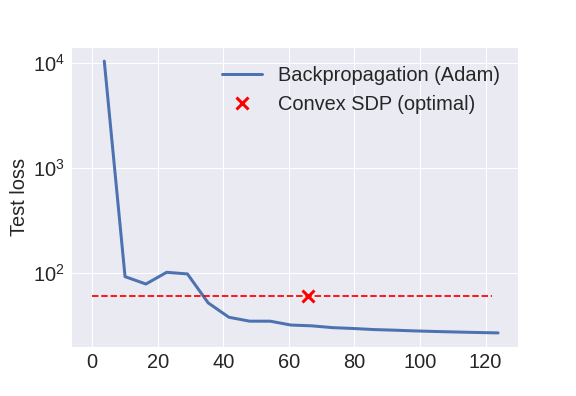 Backpropagation (Adam)
Convex SDP (optimal)
Test loss
10^4
10^3
10^2
0 20 40 60 80 100 120